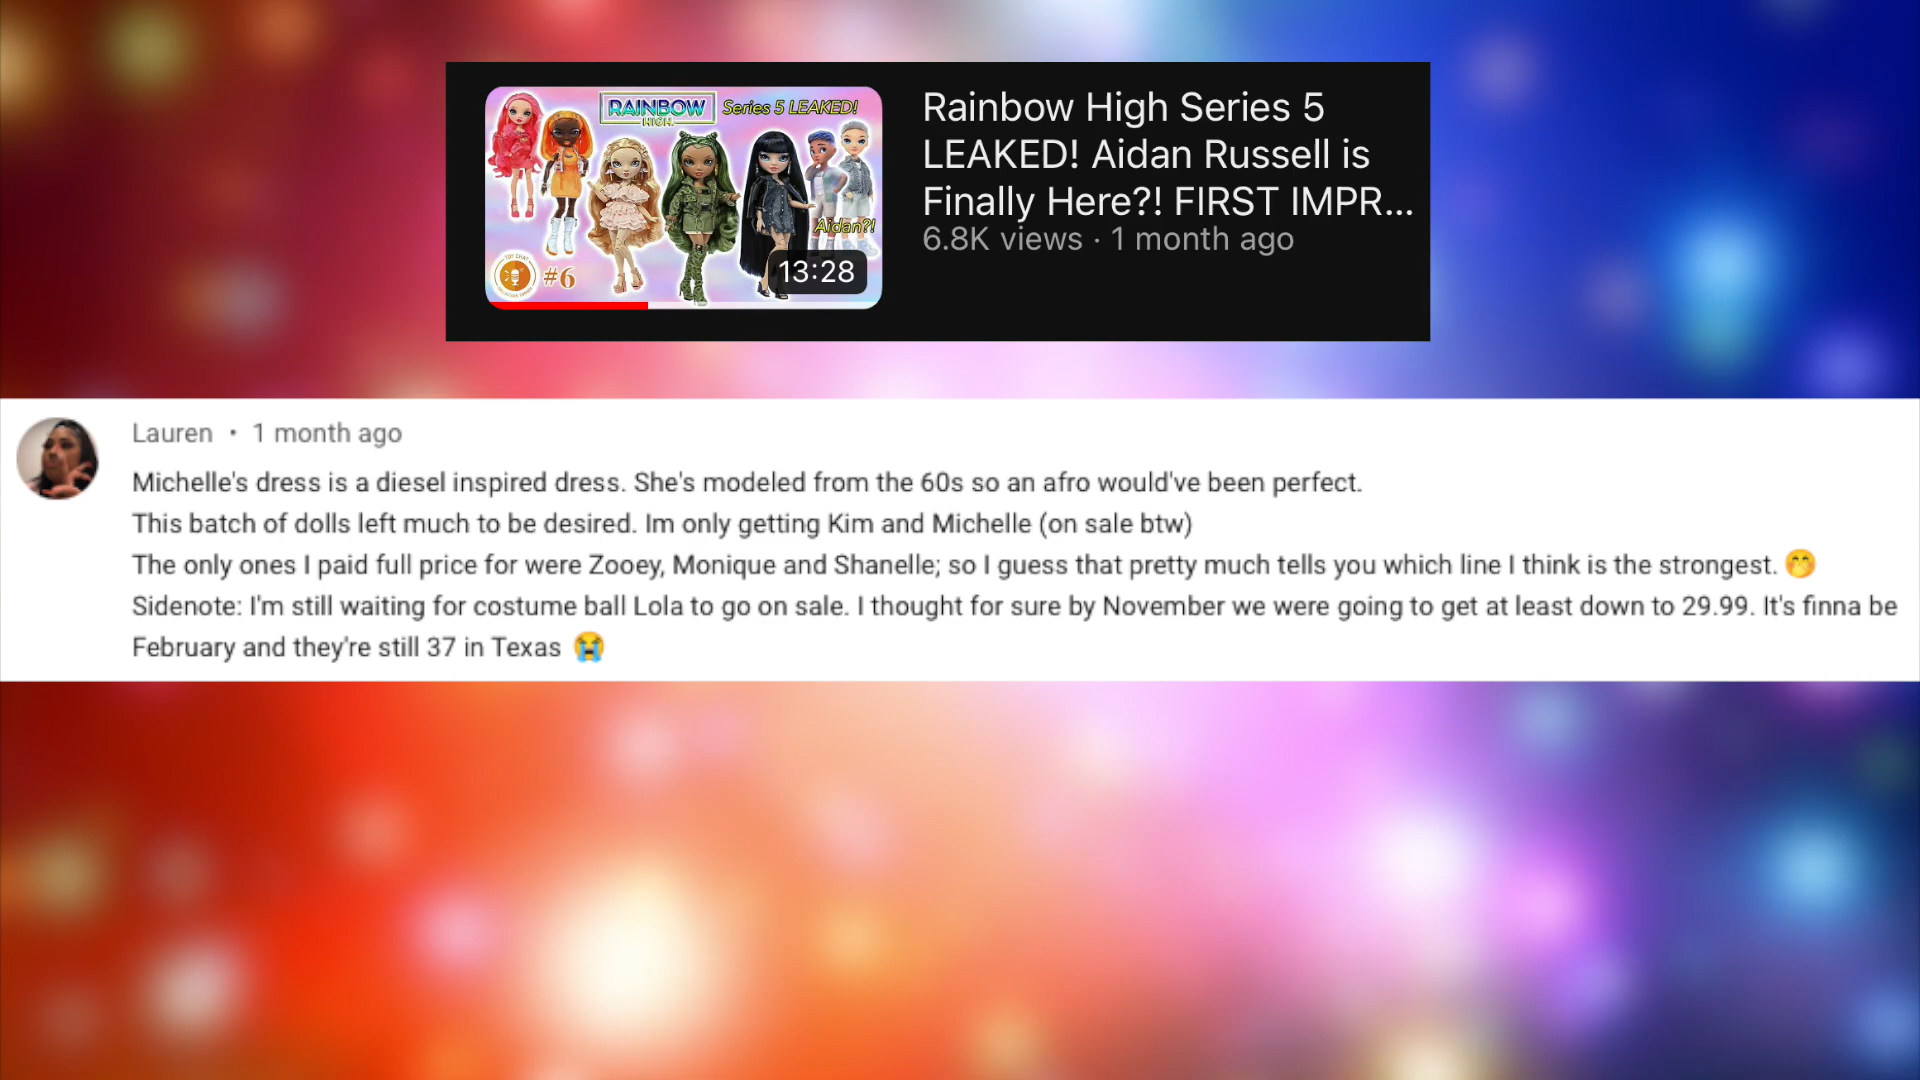 RAINBOW
HIGH
Series 5 LEAKED!
Aidan?!
TOY CHAT
#6
13:28
Rainbow High Series 5
LEAKED! Aidan Russell is
Finally Here?! FIRST IMPR...
6.8K views · 1 month ago
Lauren • 1 month ago
Michelle's dress is a diesel inspired dress. She's modeled from the 60s so an afro would've been perfect.
This batch of dolls left much to be desired. Im only getting Kim and Michelle (on sale btw)
The only ones I paid full price for were Zooey, Monique and Shanelle; so I guess that pretty much tells you which line I think is the strongest. 🤭
Sidenote: I'm still waiting for costume ball Lola to go on sale. I thought for sure by November we were going to get at least down to 29.99. It's finna be
February and they're still 37 in Texas 😭